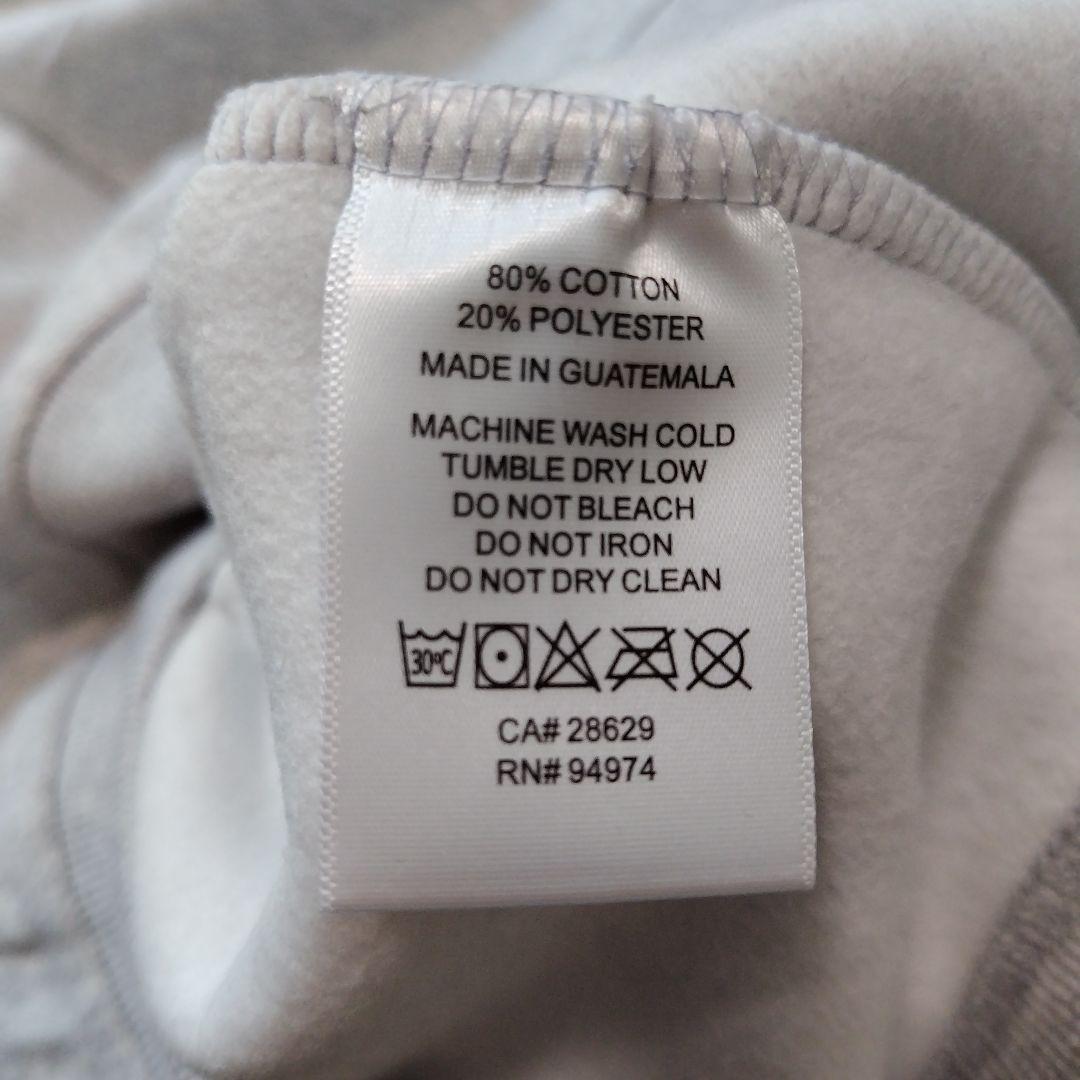 80% COTTON
20% POLYESTER
MADE IN GUATEMALA
MACHINE WASH COLD
TUMBLE DRY LOW
DO NOT BLEACH
DO NOT IRON
DO NOT DRY CLEAN
30ºC
CA# 28629
RN# 94974